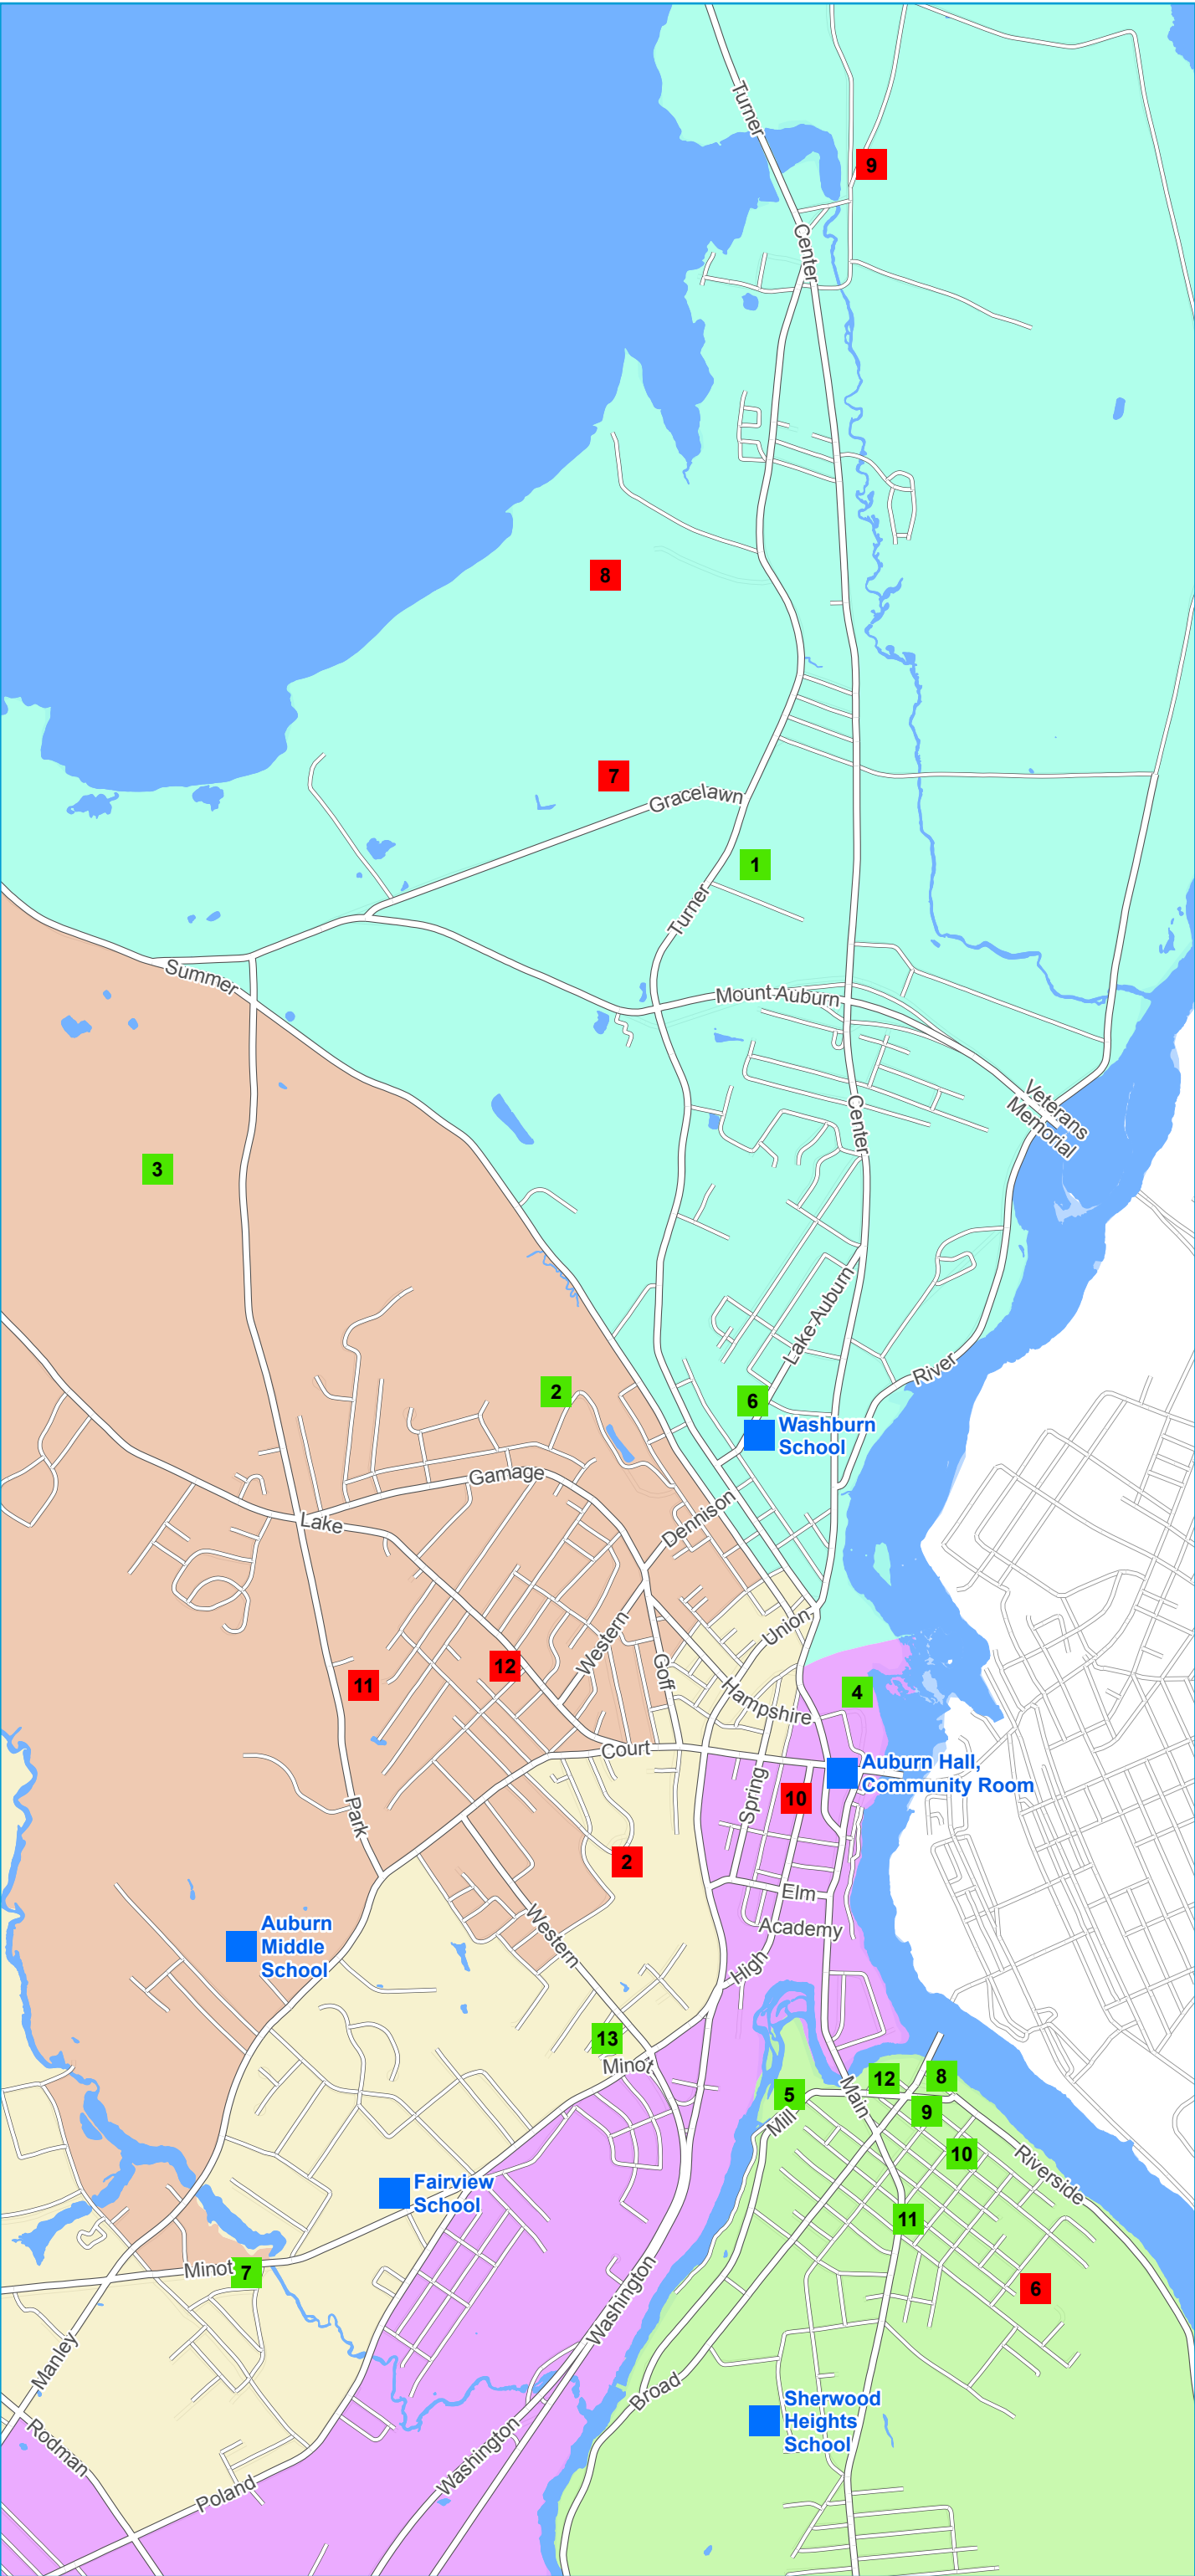 Turner
9
Center
8
7
Gracelawn
1
Turner
Summer
Mount Auburn
Veterans
Memorial
Center
3
Lake Auburn
River
2
6
Washburn
School
Gamage
Lake
Dennison
Union
Western
12
Goff
11
Hampshire
4
Court
Auburn Hall,
Community Room
Spring
10
Park
2
Elm
Academy
Western
Auburn
Middle
School
High
13
Minot
12
8
5
Main
9
Mill
10
Riverside
Fairview
School
11
Minot
7
6
Washington
Manley
Broad
Sherwood
Heights
School
Rodman
Washington
Poland